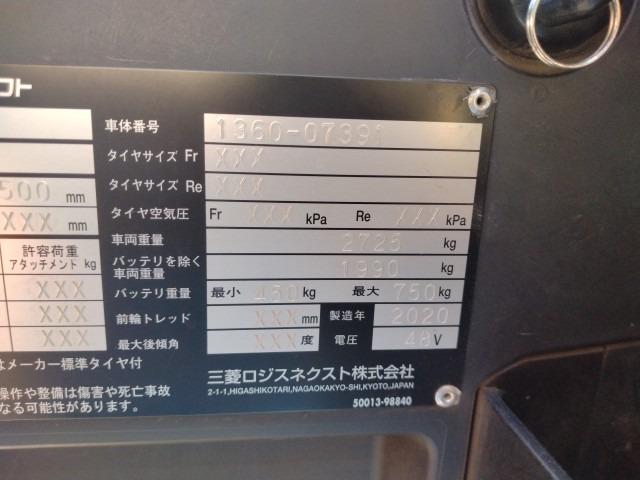 フト
車体番号 1360-07391
タイヤサイズ Fr XXX
500 mm タイヤサイズ Re XXX
XXX mm タイヤ空気圧 Fr XXX kPa Re XXX kPa
車両重量 2725 kg
許容荷重
アタッチメント kg
バッテリを除く
車両重量 1990 kg
XXX バッテリ重量 最小 450 kg 最大 750 kg
XXX 前輪トレッド XXX mm 製造年 2020
XXX 最大後傾角 XXX 度 電圧 48 V
はメーカー標準タイヤ付
操作や整備は傷害や死亡事故
なる可能性があります。
三菱ロジスネクスト株式会社
2-1-1,HIGASHIKOTARI,NAGAOKAKYO-SHI,KYOTO,JAPAN
50013-98840